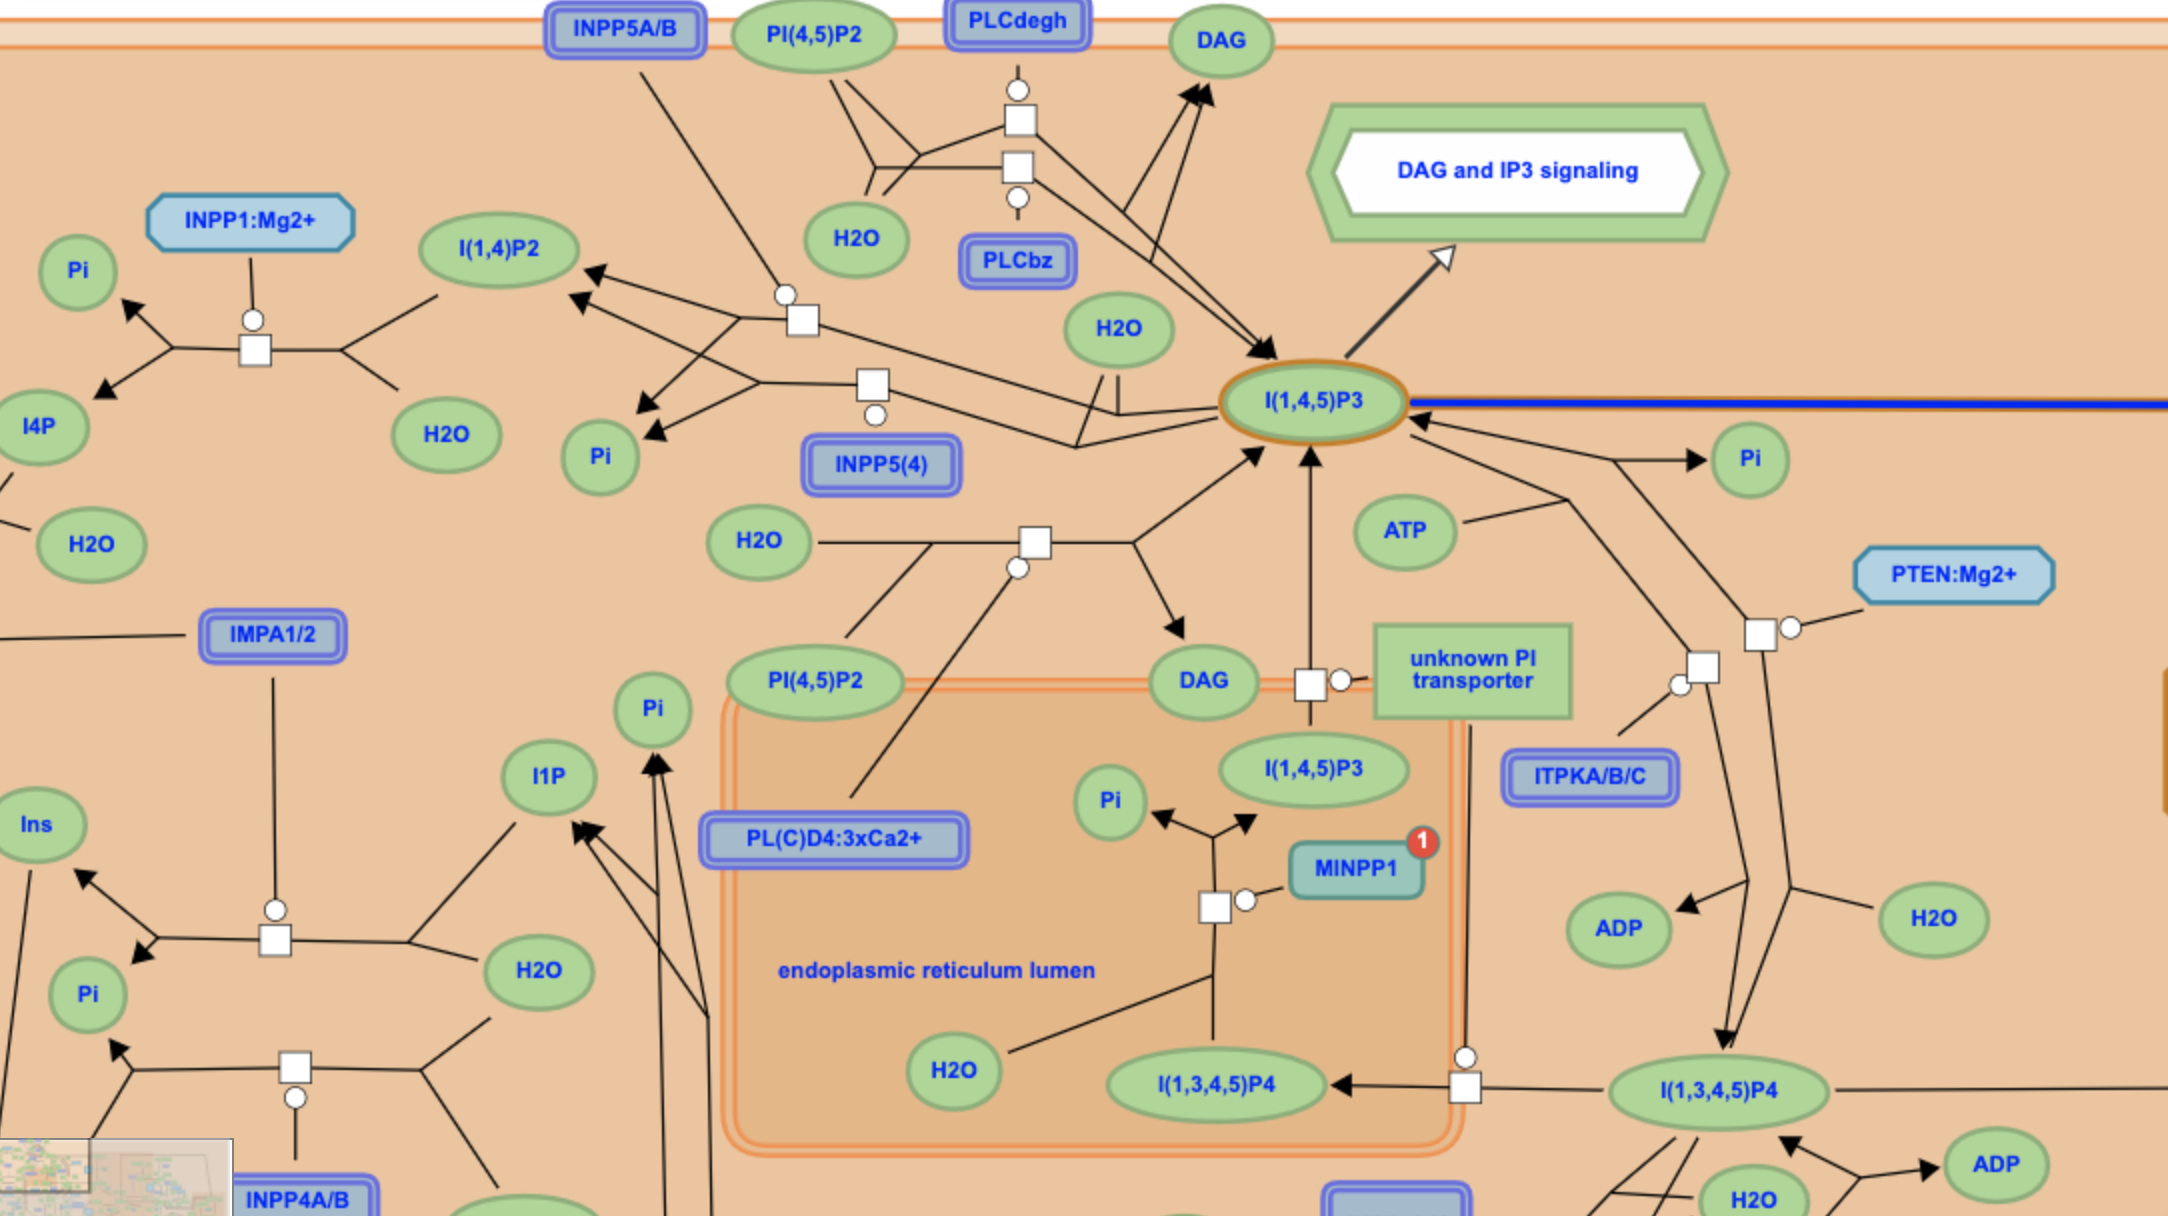 INPP5A/B
PI(4,5)P2
PLCdegh
DAG
DAG and IP3 signaling
INPP1:Mg2+
I(1,4)P2
H2O
PLCbz
Pi
H2O
I(1,4,5)P3
I4P
H2O
Pi
INPP5(4)
Pi
H2O
H2O
ATP
PTEN:Mg2+
IMPA1/2
PI(4,5)P2
DAG
unknown PI
transporter
Pi
I1P
I(1,4,5)P3
ITPKA/B/C
Pi
Ins
PL(C)D4:3xCa2+
MINPP1
1
ADP
H2O
H2O
endoplasmic reticulum lumen
Pi
H2O
I(1,3,4,5)P4
I(1,3,4,5)P4
ADP
INPP4A/B
H2O